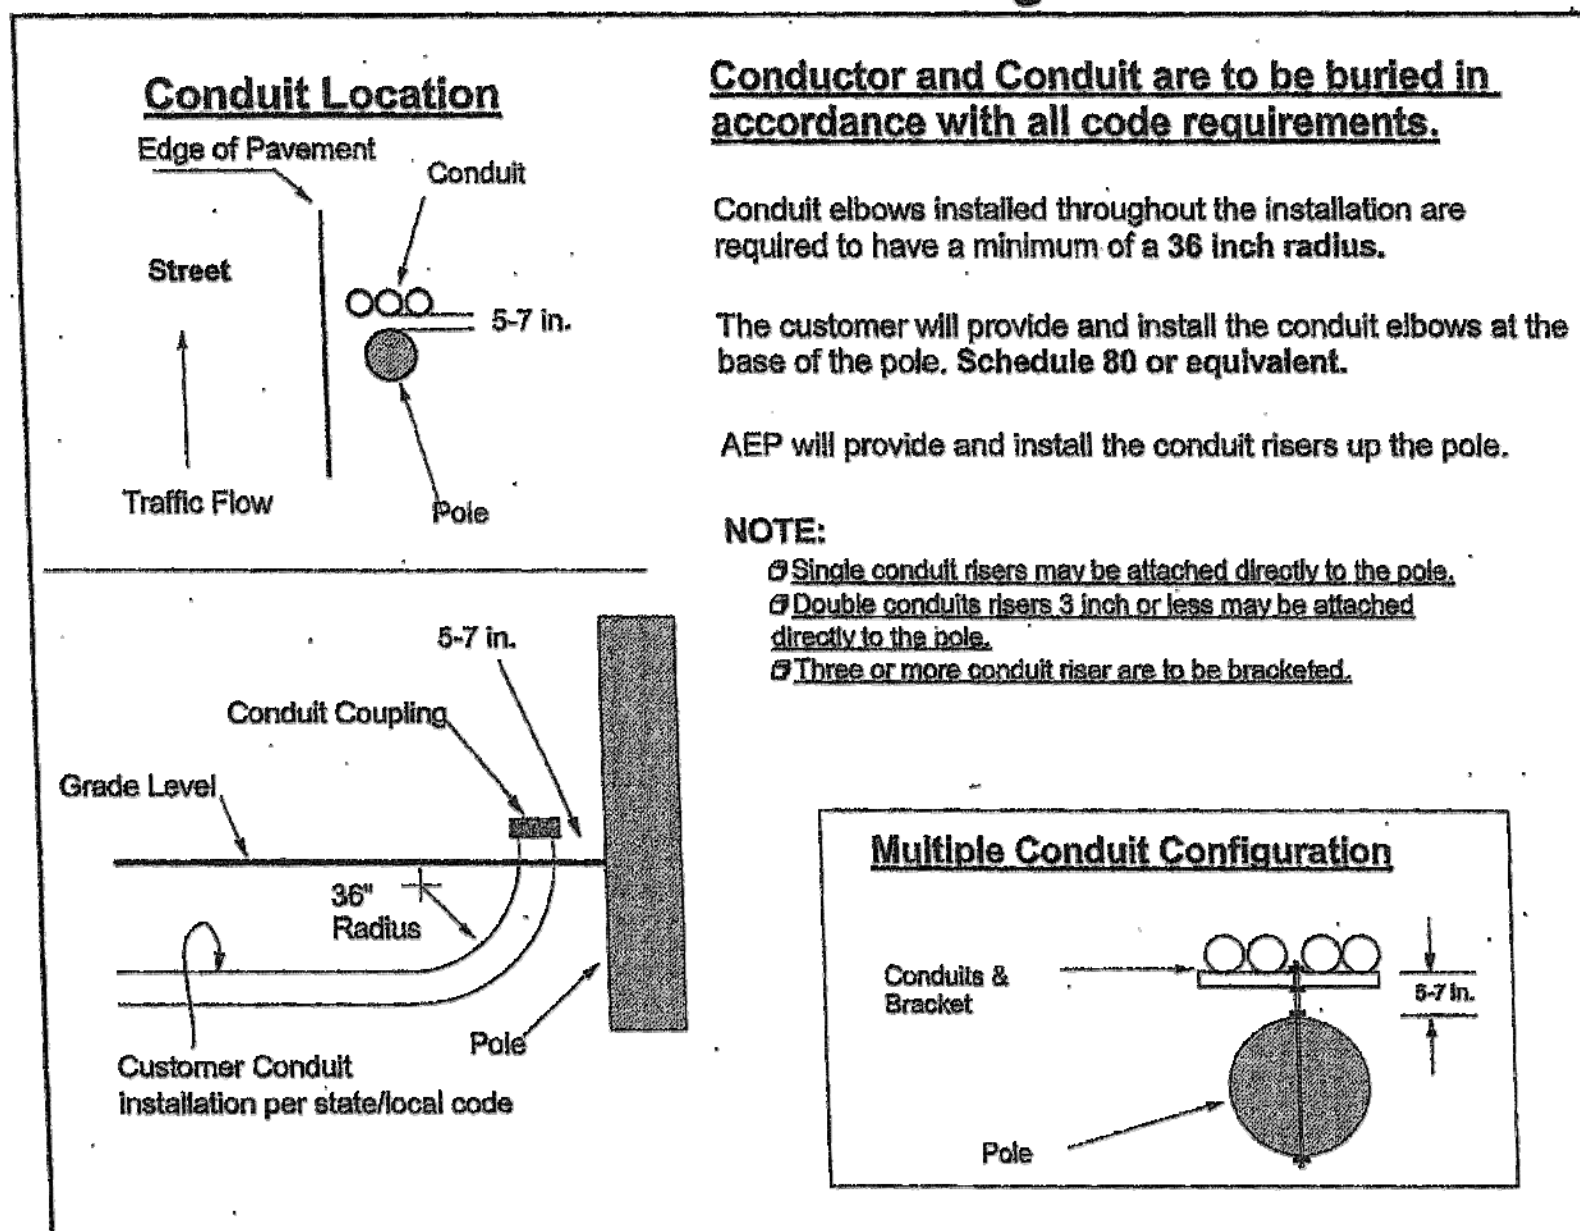 Conduit Location
Edge of Pavement
Conduit
Street
5-7 in.
Traffic Flow
Pole
Conductor and Conduit are to be buried in
accordance with all code requirements.
Conduit elbows installed throughout the installation are
required to have a minimum of a 36 inch radius.
The customer will provide and install the conduit elbows at the
base of the pole. Schedule 80 or equivalent.
AEP will provide and install the conduit risers up the pole.
NOTE:
Single conduit risers may be attached directly to the pole.
Double conduits risers 3 inch or less may be attached
directly to the pole.
Three or more conduit riser are to be bracketed.
5-7 in.
Conduit Coupling
Grade Level
36"
Radius
Pole
Customer Conduit
installation per state/local code
Multiple Conduit Configuration
Conduits &
Bracket
5-7 in.
Pole